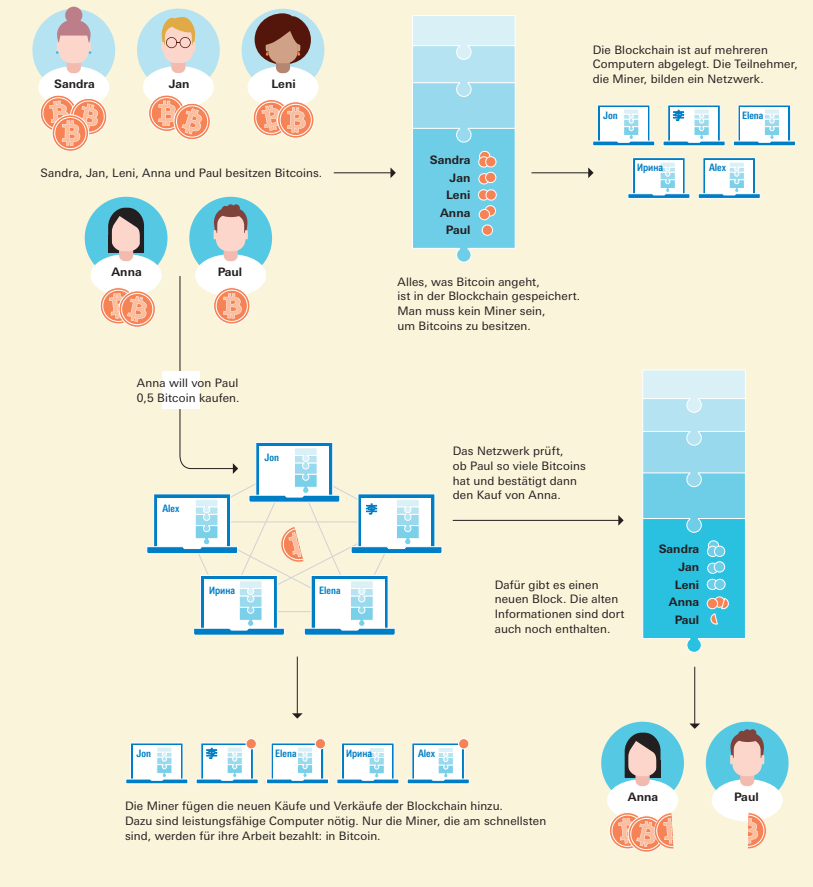 Sandra
Jan
Leni
Sandra, Jan, Leni, Anna und Paul besitzen Bitcoins.
Anna
Paul
Sandra
Jan
Leni
Anna
Paul
Alles, was Bitcoin angeht,
ist in der Blockchain gespeichert.
Man muss kein Miner sein,
um Bitcoins zu besitzen.
Die Blockchain ist auf mehreren
Computern abgelegt. Die Teilnehmer,
die Miner, bilden ein Netzwerk.
Jon
李
Elena
Ирина
Alex
Anna will von Paul
0,5 Bitcoin kaufen.
Jon
Alex
李
Ирина
Elena
Das Netzwerk prüft,
ob Paul so viele Bitcoins
hat und bestätigt dann
den Kauf von Anna.
Dafür gibt es einen
neuen Block. Die alten
Informationen sind dort
auch noch enthalten.
Sandra
Jan
Leni
Anna
Paul
Jon
李
Elena
Ирина
Alex
Die Miner fügen die neuen Käufe und Verkäufe der Blockchain hinzu.
Dazu sind leistungsfähige Computer nötig. Nur die Miner, die am schnellsten
sind, werden für ihre Arbeit bezahlt: in Bitcoin.
Anna
Paul